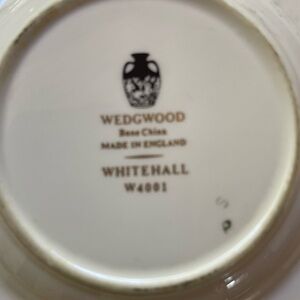 WEDGWOOD
Bone China
MADE IN ENGLAND
WHITEHALL
W4001
P